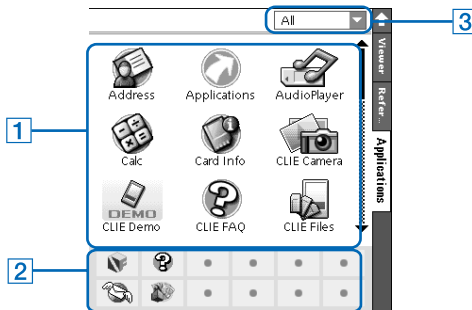 All
3
1
Address Applications AudioPlayer
Calc Card Info CLIE Camera
DEMO
CLIE Demo CLIE FAQ CLIE Files
2
Viewer
Refer...
Applications